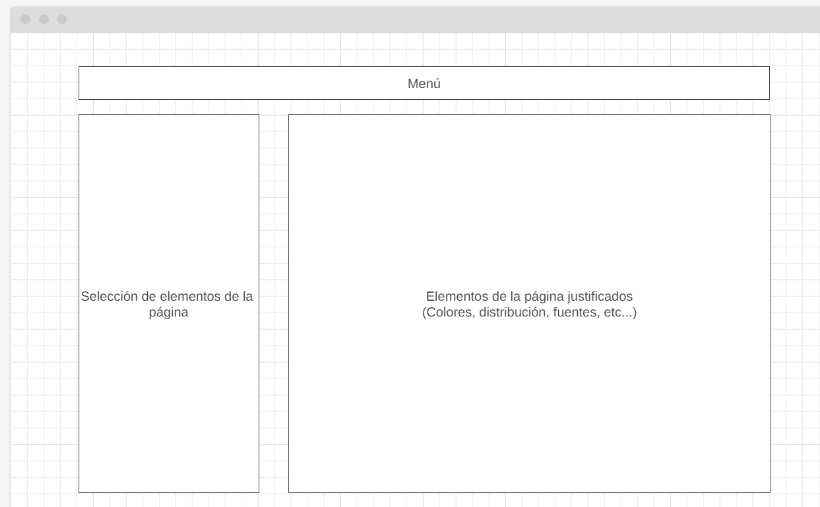 Menú
Selección de elementos de la
página
Elementos de la página justificados
(Colores, distribución, fuentes, etc...)